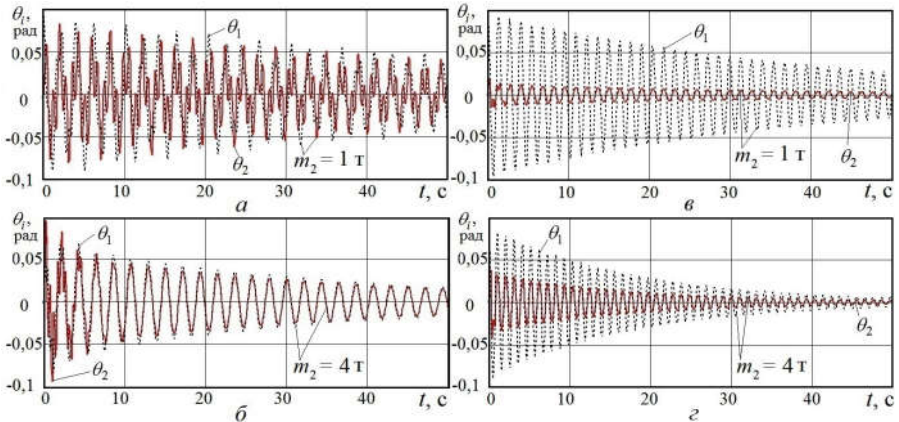 θᵢ,
рад
0,05
0
-0,05
-0,1
θ₁
θ₂
m₂ = 1 т
0 10 20 30 40 t, с
а
θᵢ,
рад
0,05
0
-0,05
-0,1
θ₁
m₂ = 1 т
θ₂
0 10 20 30 40 t, с
в
θᵢ,
рад
0,05
0
-0,05
-0,1
θ₁
θ₂
m₂ = 4 т
0 10 20 30 40 t, с
б
θᵢ,
рад
0,05
0
-0,05
-0,1
θ₁
m₂ = 4 т
θ₂
0 10 20 30 40 t, с
г